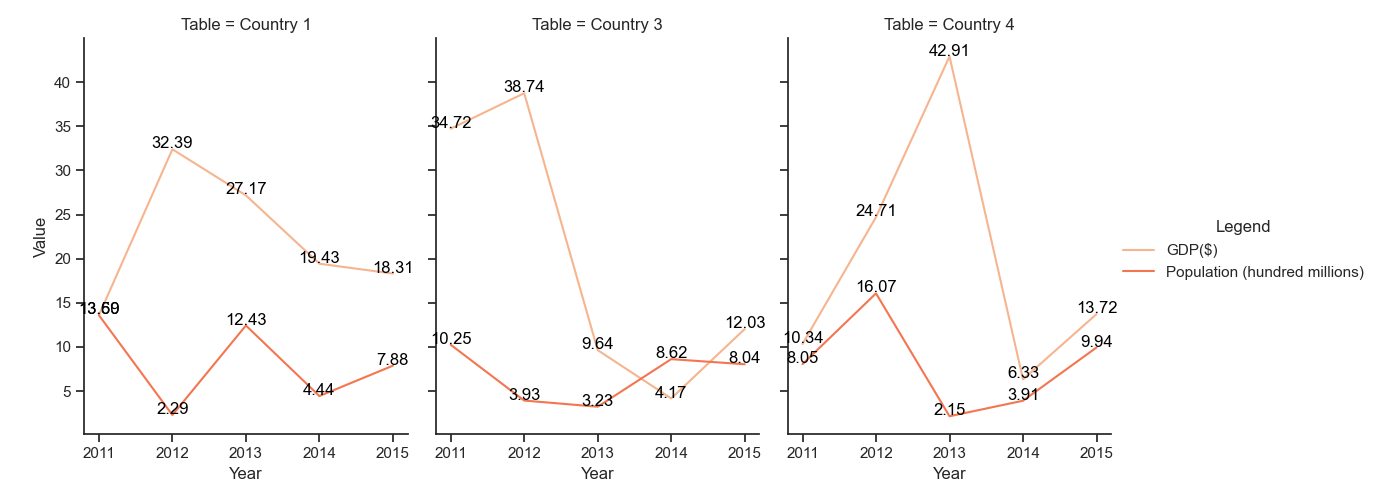 Table = Country 1
Table = Country 3
Table = Country 4
Value
40
35
30
25
20
15
10
5
32.39
27.17
19.43
18.31
12.43
2.29
4.44
7.88
2011 2012 2013 2014 2015
Year
34.72
38.74
9.64
4.17
12.03
10.25
3.93
3.23
8.62
8.04
2011 2012 2013 2014 2015
Year
10.34
24.71
42.91
6.33
13.72
8.05
16.07
2.15
3.91
9.94
2011 2012 2013 2014 2015
Year
Legend
GDP($)
Population (hundred millions)